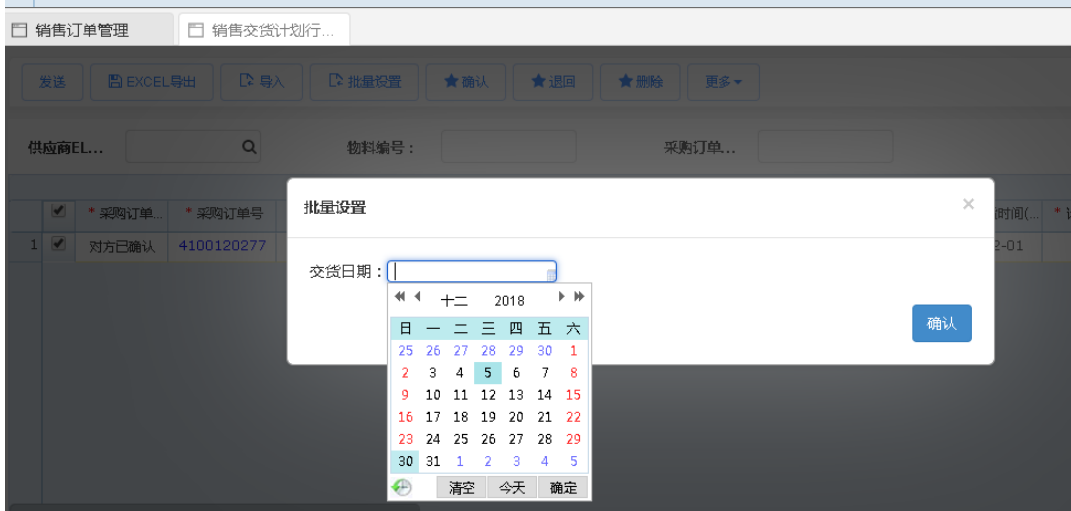 销售订单管理 销售交货计划行...
发送 EXCEL导出 导入 批量设置 确认 退回 删除 更多
供应商EL... 物料编号： 采购订单...
批量设置 ×
* 采购订单... * 采购订单号 时间(... *
1 对方已确认 4100120277 2-01
交货日期：
十二 2018
日 一 二 三 四 五 六
25 26 27 28 29 30 1
2 3 4 5 6 7 8
9 10 11 12 13 14 15
16 17 18 19 20 21 22
23 24 25 26 27 28 29
30 31 1 2 3 4 5
清空 今天 确定
确认